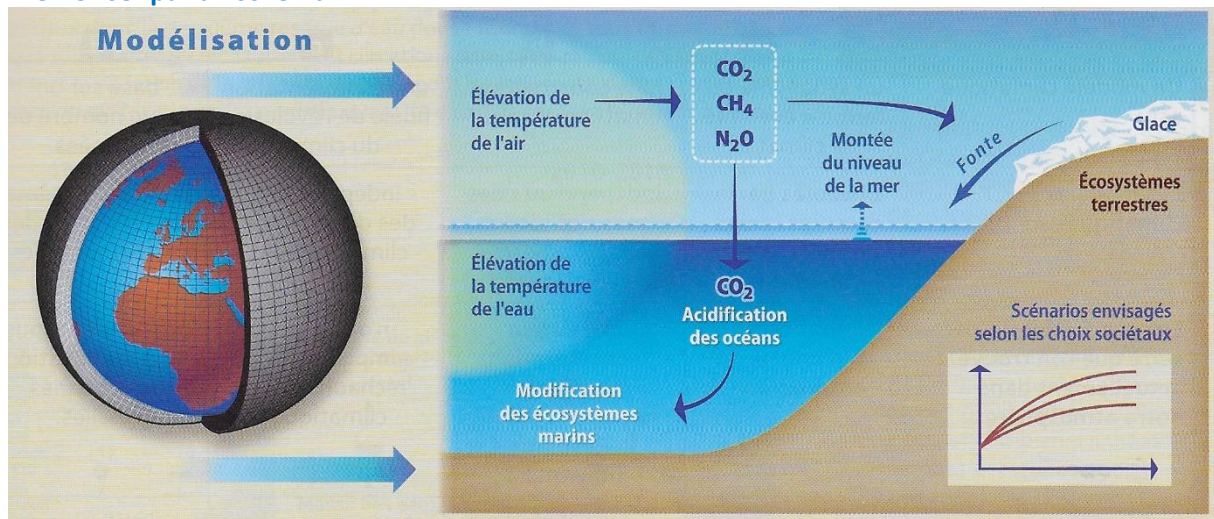 Modélisation
Élévation de
la température
de l'air
CO₂
CH₄
N₂O
Montée
du niveau
de la mer
Fonte
Glace
Écosystèmes
terrestres
Élévation de
la température
de l'eau
CO₂
Acidification
des océans
Modification
des écosystèmes
marins
Scénarios envisagés
selon les choix sociétaux